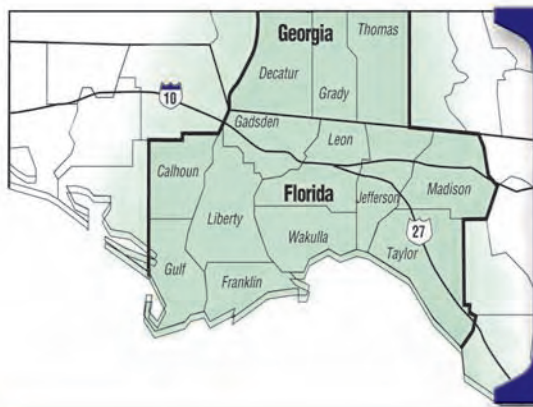 Georgia
Thomas
Decatur
Grady
10
Gadsden
Leon
Calhoun
Florida
Jefferson
Madison
Liberty
Wakulla
27
Gulf
Franklin
Taylor